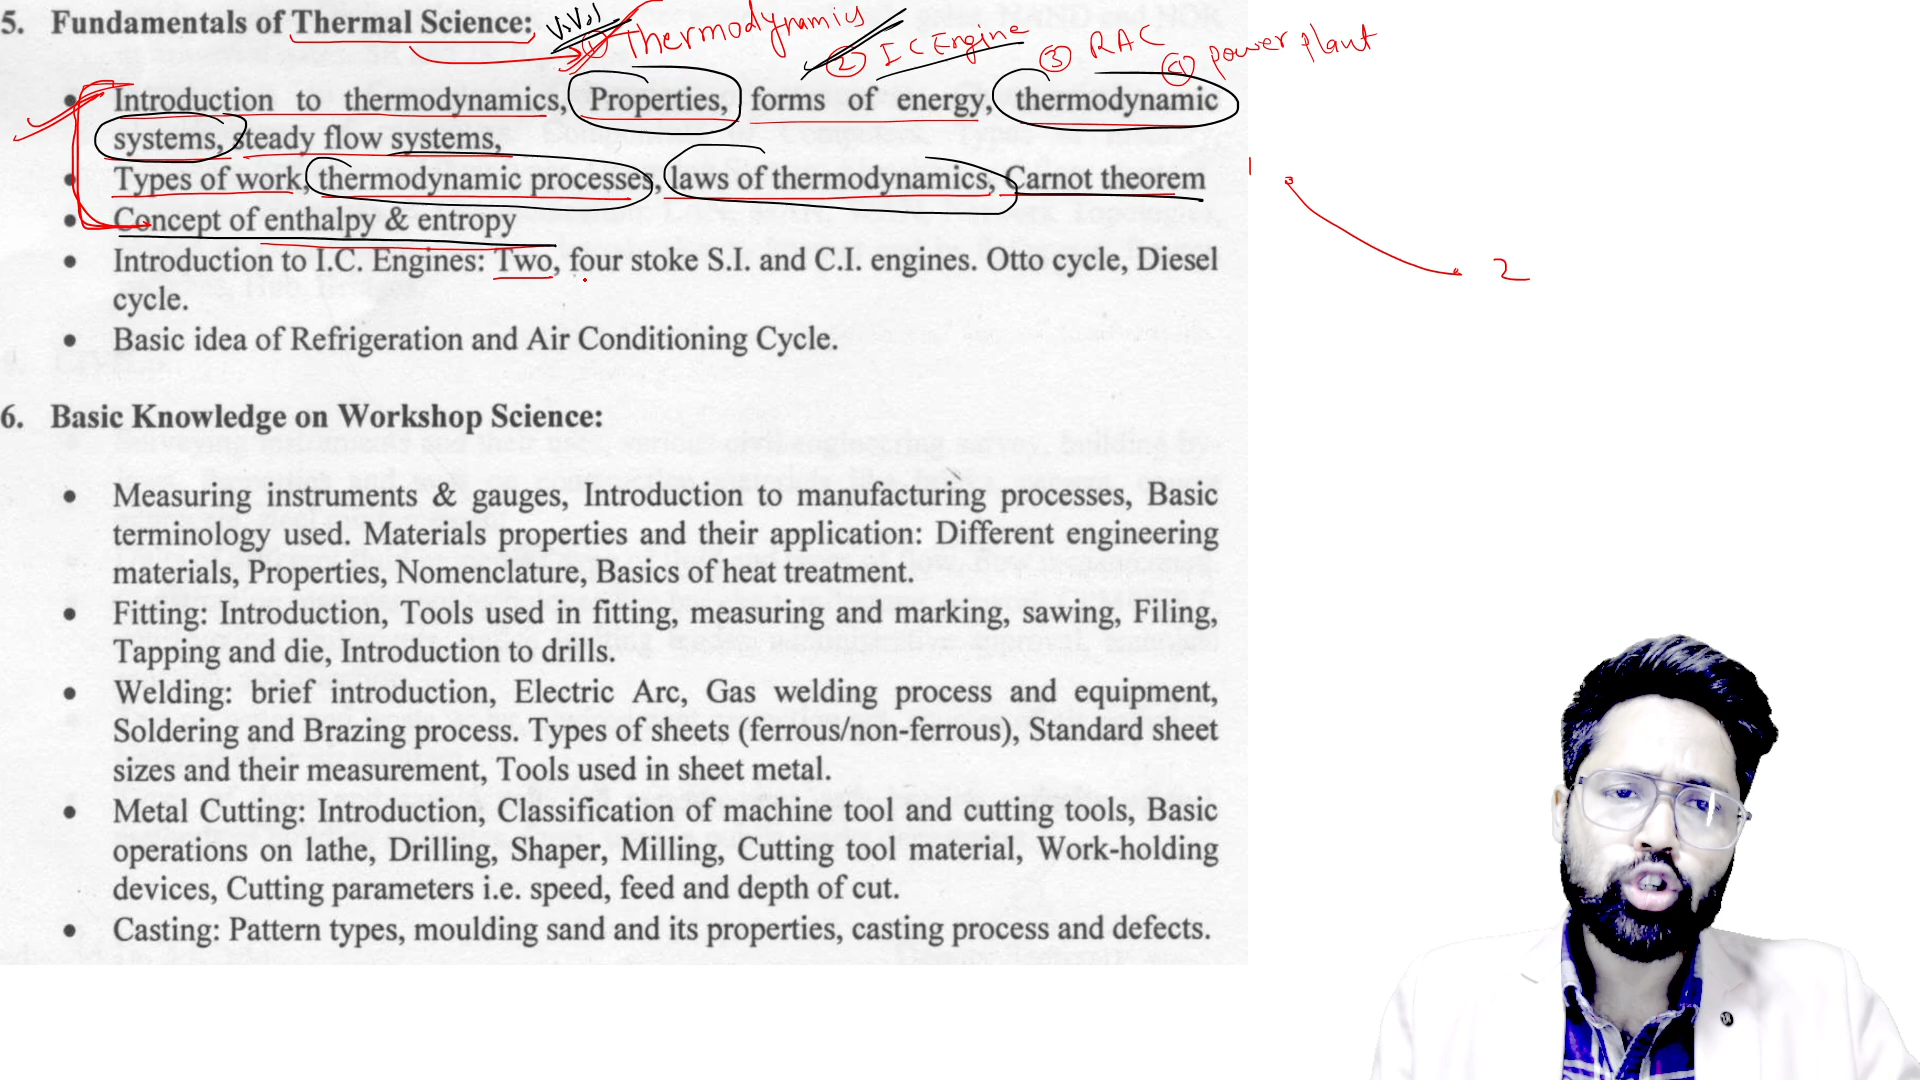 5. Fundamentals of Thermal Science: V.V.I ① Thermodynamics ② I C Engine ③ RAC ④ power plant
• Introduction to thermodynamics, Properties, forms of energy, thermodynamic
systems, steady flow systems,
• Types of work, thermodynamic processes, laws of thermodynamics, Carnot theorem
1
• Concept of enthalpy & entropy
• Introduction to I.C. Engines: Two, four stoke S.I. and C.I. engines. Otto cycle, Diesel
2
cycle.
• Basic idea of Refrigeration and Air Conditioning Cycle.
6. Basic Knowledge on Workshop Science:
• Measuring instruments & gauges, Introduction to manufacturing processes, Basic
terminology used. Materials properties and their application: Different engineering
materials, Properties, Nomenclature, Basics of heat treatment.
• Fitting: Introduction, Tools used in fitting, measuring and marking, sawing, Filing,
Tapping and die, Introduction to drills.
• Welding: brief introduction, Electric Arc, Gas welding process and equipment,
Soldering and Brazing process. Types of sheets (ferrous/non-ferrous), Standard sheet
sizes and their measurement, Tools used in sheet metal.
• Metal Cutting: Introduction, Classification of machine tool and cutting tools, Basic
operations on lathe, Drilling, Shaper, Milling, Cutting tool material, Work-holding
devices, Cutting parameters i.e. speed, feed and depth of cut.
• Casting: Pattern types, moulding sand and its properties, casting process and defects.